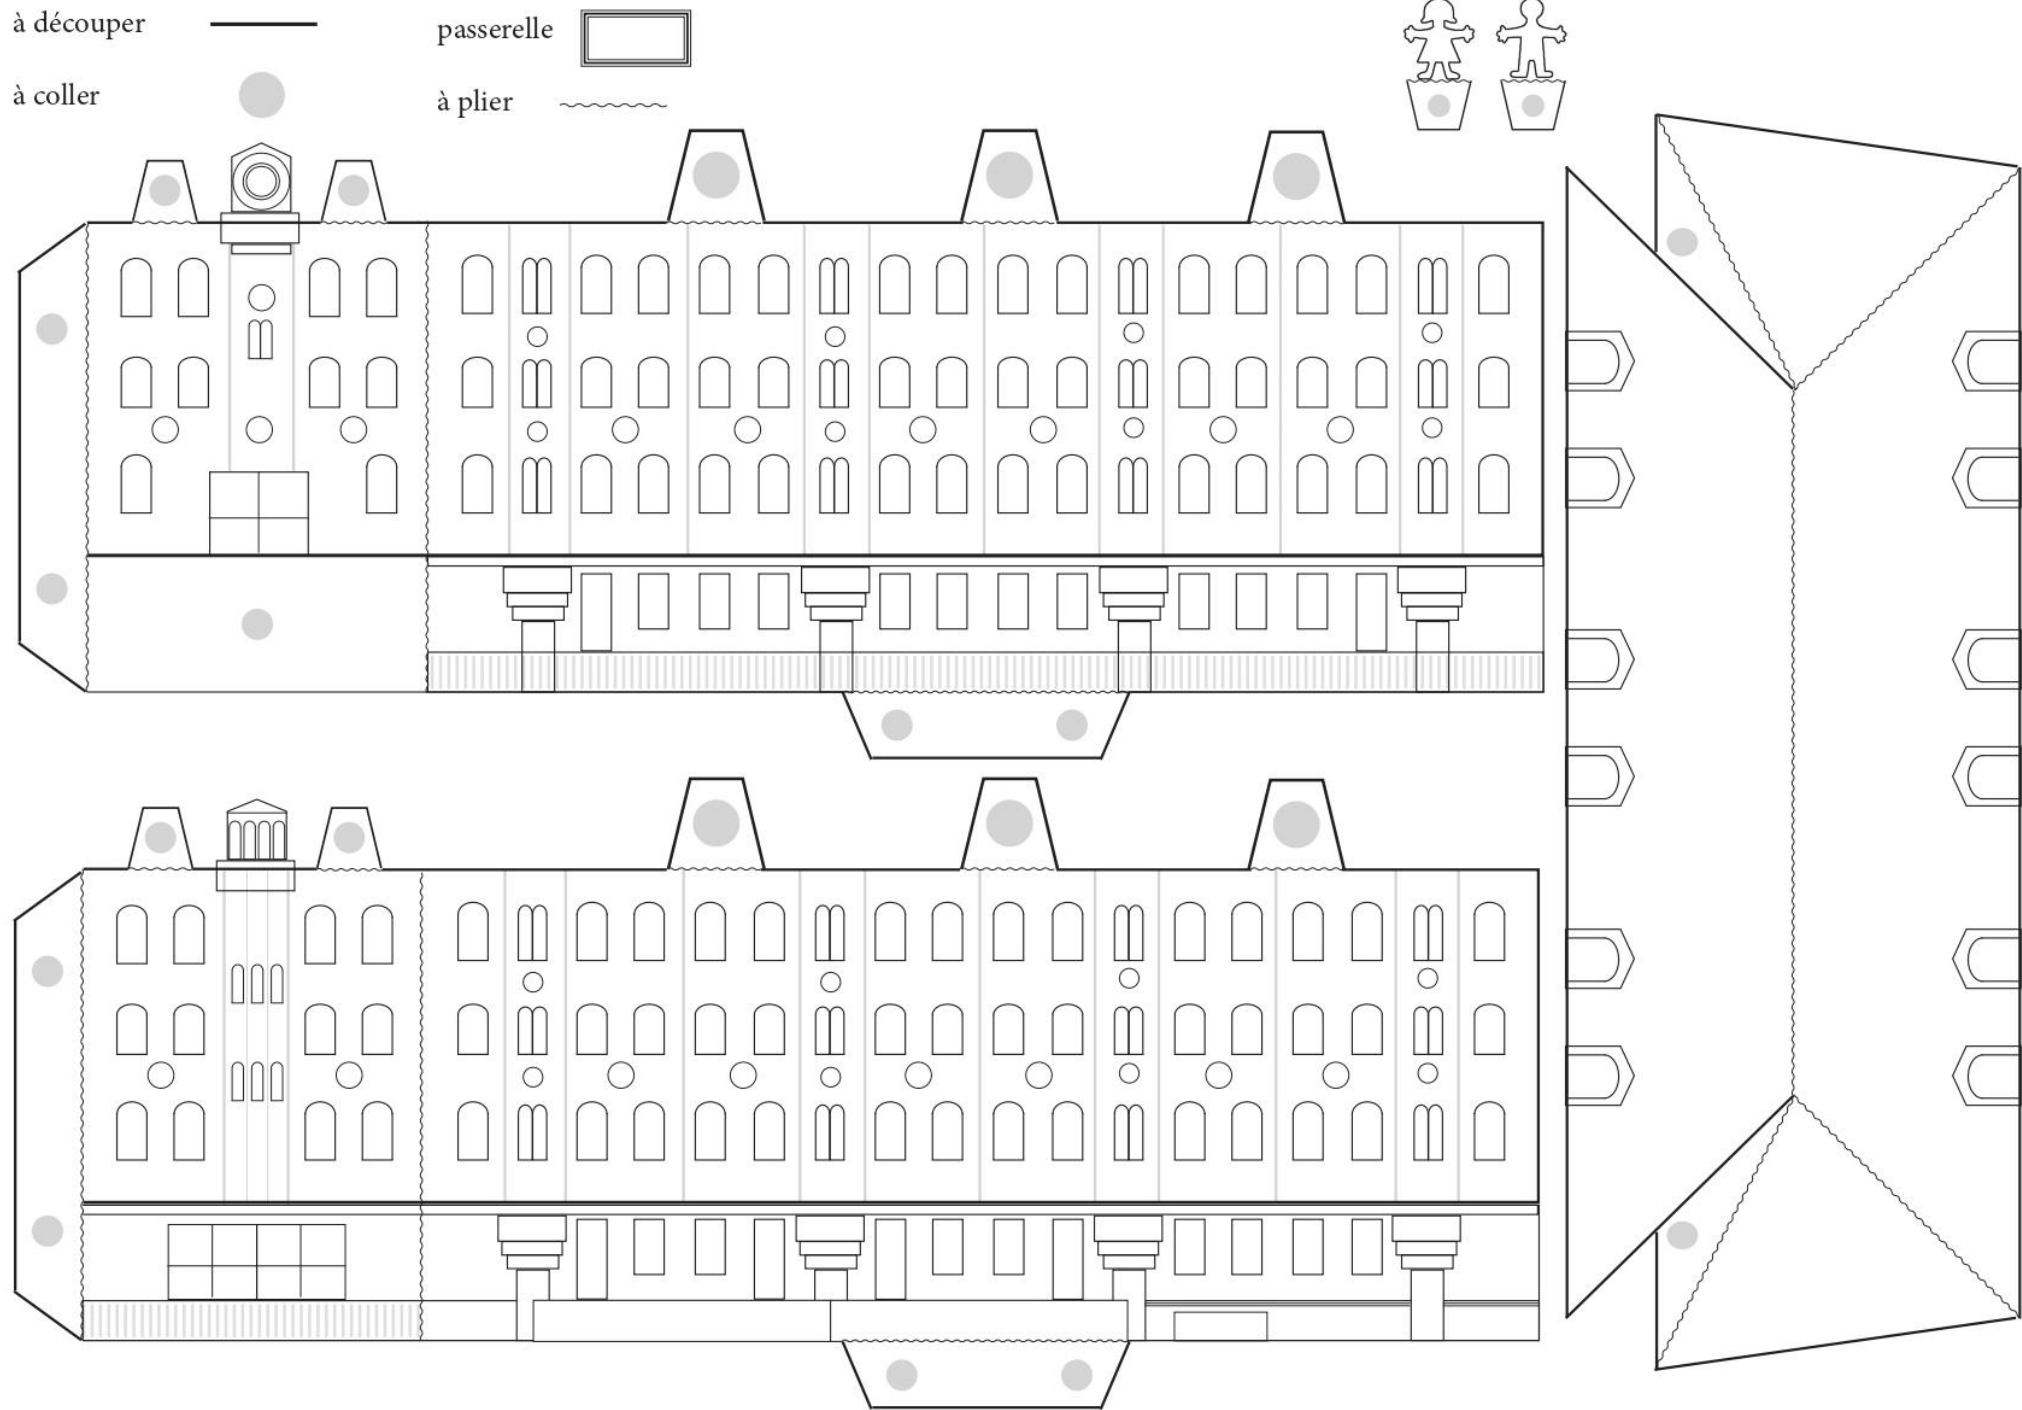 à découper
passerelle
à coller
à plier